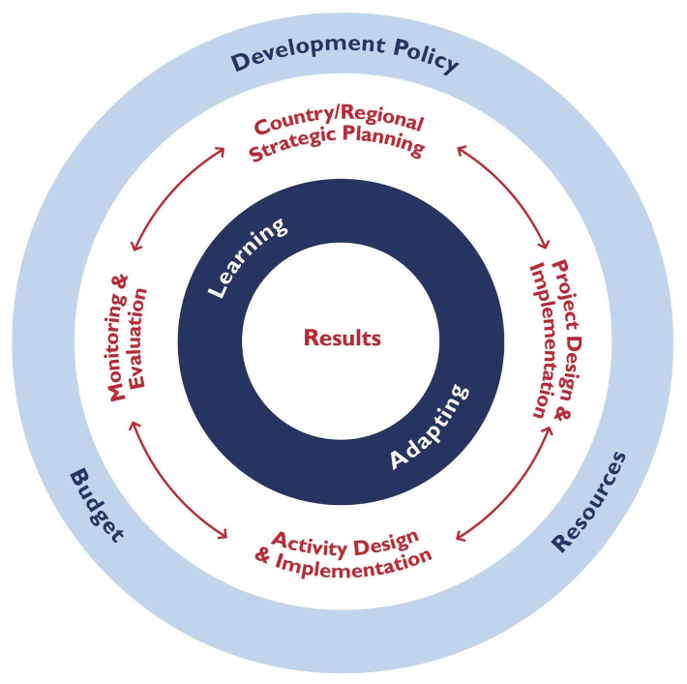 Development Policy
Country/Regional
Strategic Planning
Learning
Monitoring &
Evaluation
Results
Project Design &
Implementation
Adapting
Budget
Resources
Activity Design
& Implementation